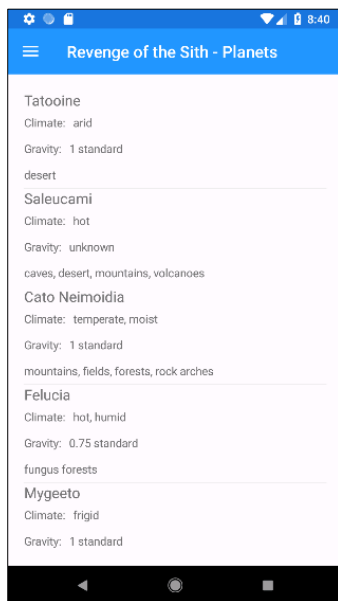 8:40
Revenge of the Sith - Planets
Tatooine
Climate: arid
Gravity: 1 standard
desert
Saleucami
Climate: hot
Gravity: unknown
caves, desert, mountains, volcanoes
Cato Neimoidia
Climate: temperate, moist
Gravity: 1 standard
mountains, fields, forests, rock arches
Felucia
Climate: hot, humid
Gravity: 0.75 standard
fungus forests
Mygeeto
Climate: frigid
Gravity: 1 standard